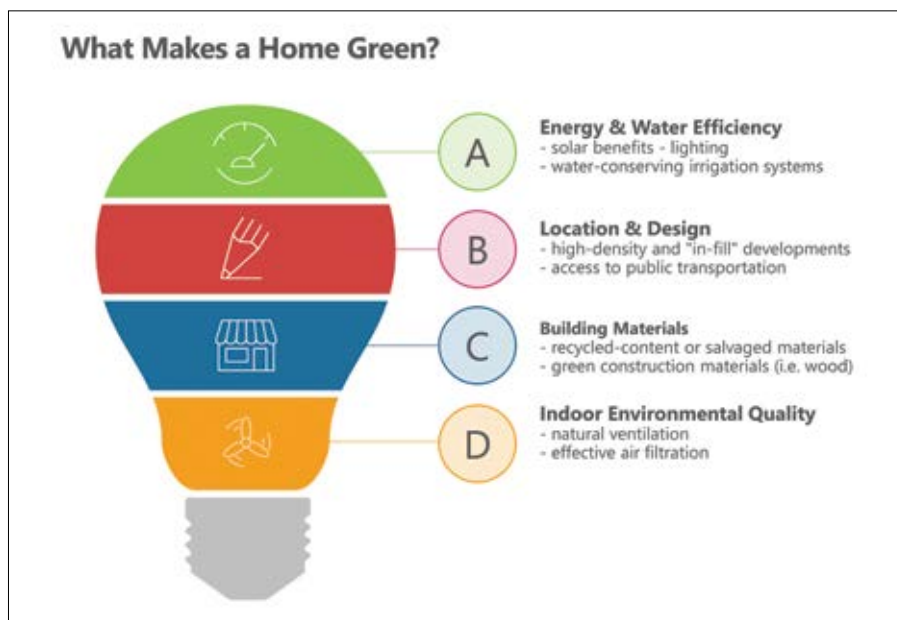 What Makes a Home Green?
A
Energy & Water Efficiency
- solar benefits - lighting
- water-conserving irrigation systems
B
Location & Design
- high-density and "in-fill" developments
- access to public transportation
C
Building Materials
- recycled-content or salvaged materials
- green construction materials (i.e. wood)
D
Indoor Environmental Quality
- natural ventilation
- effective air filtration